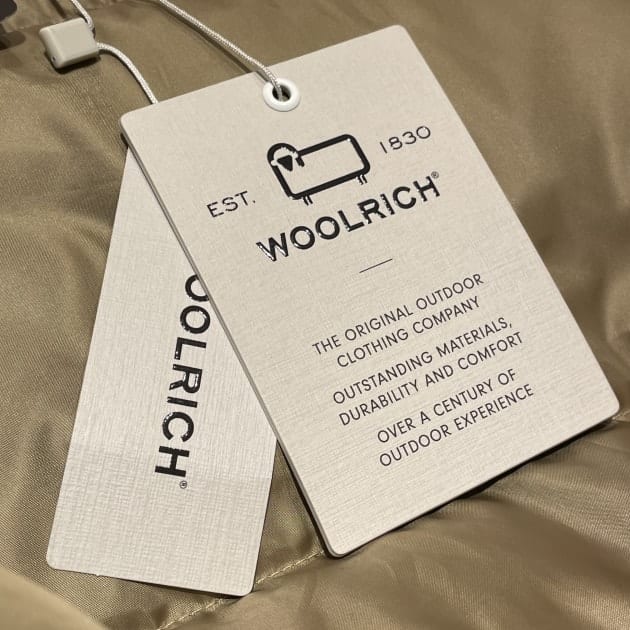 EST. 1830
WOOLRICH®
THE ORIGINAL OUTDOOR
CLOTHING COMPANY
OUTSTANDING MATERIALS,
DURABILITY AND COMFORT
OVER A CENTURY OF
OUTDOOR EXPERIENCE
OOLRICH®